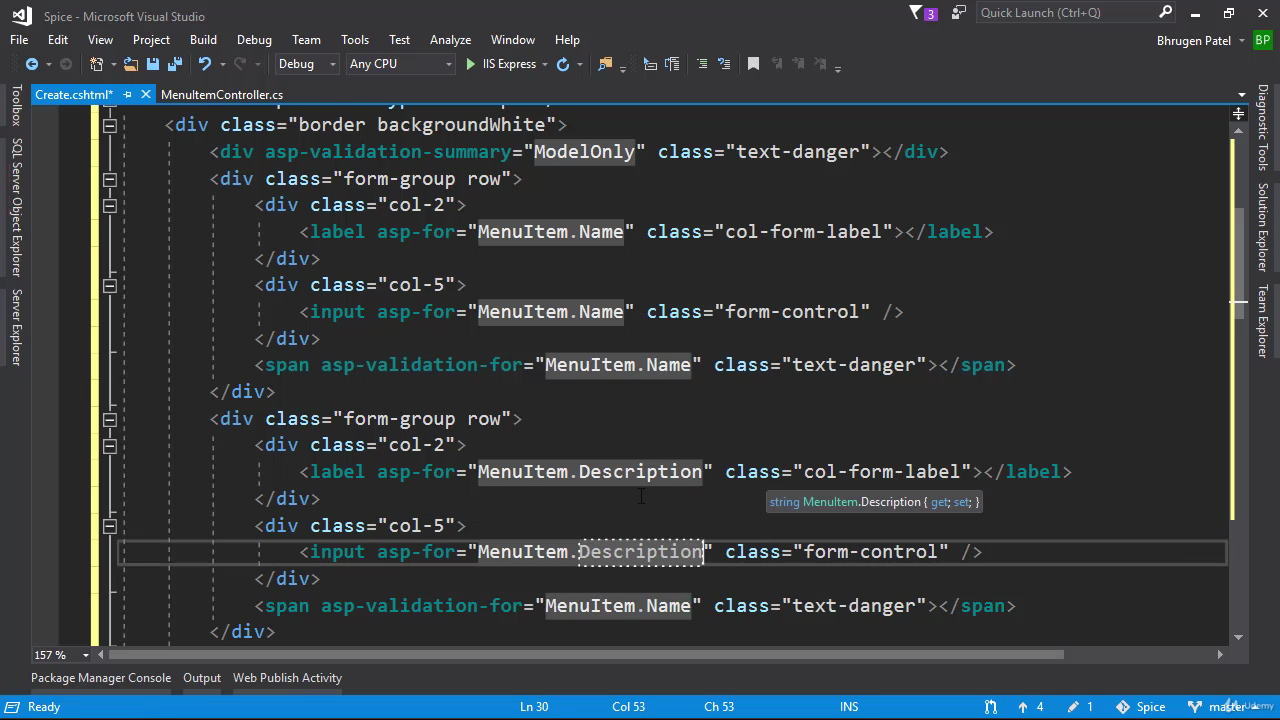 Spice - Microsoft Visual Studio
3
Quick Launch (Ctrl+Q)
File Edit View Project Build Debug Team Tools Test Analyze Window Help
Bhrugen Patel BP
Debug Any CPU IIS Express
Create.cshtml* MenuItemController.cs
Toolbox
SQL Server Object Explorer
Server Explorer
<div class="border backgroundWhite">
<div asp-validation-summary="ModelOnly" class="text-danger"></div>
<div class="form-group row">
<div class="col-2">
<label asp-for="MenuItem.Name" class="col-form-label"></label>
</div>
<div class="col-5">
<input asp-for="MenuItem.Name" class="form-control" />
</div>
<span asp-validation-for="MenuItem.Name" class="text-danger"></span>
</div>
<div class="form-group row">
<div class="col-2">
<label asp-for="MenuItem.Description" class="col-form-label"></label>
</div>
string MenuItem.Description { get; set; }
<div class="col-5">
<input asp-for="MenuItem.Description" class="form-control" />
</div>
<span asp-validation-for="MenuItem.Name" class="text-danger"></span>
</div>
Diagnostic Tools
Solution Explorer
Team Explorer
157 %
Package Manager Console Output Web Publish Activity
Ready Ln 30 Col 53 Ch 53 INS 4 1 Spice master
Udemy